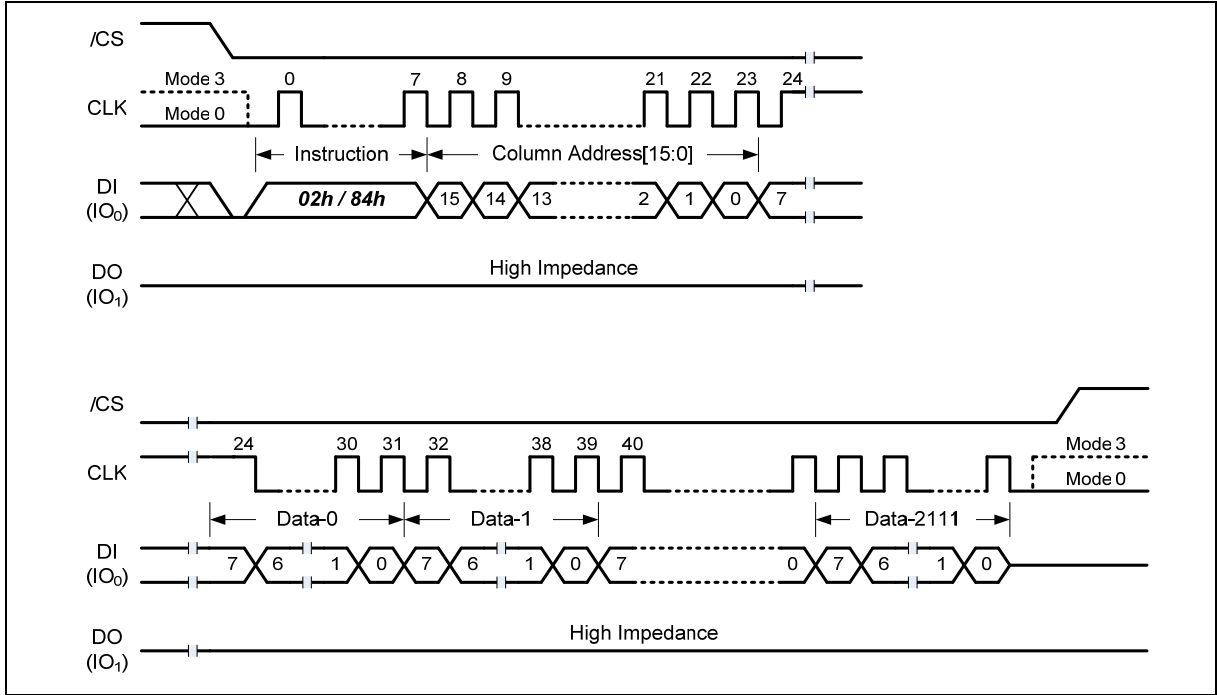 /CS
Mode 3 0 7 8 9 21 22 23 24
CLK
Mode 0
Instruction Column Address[15:0]
DI
(IO0)
02h / 84h 15 14 13 2 1 0 7
High Impedance
DO
(IO1)
/CS
24 30 31 32 38 39 40 Mode 3
CLK
Mode 0
Data-0 Data-1 Data-2111
DI
(IO0)
7 6 1 0 7 6 1 0 7 0 7 6 1 0
High Impedance
DO
(IO1)